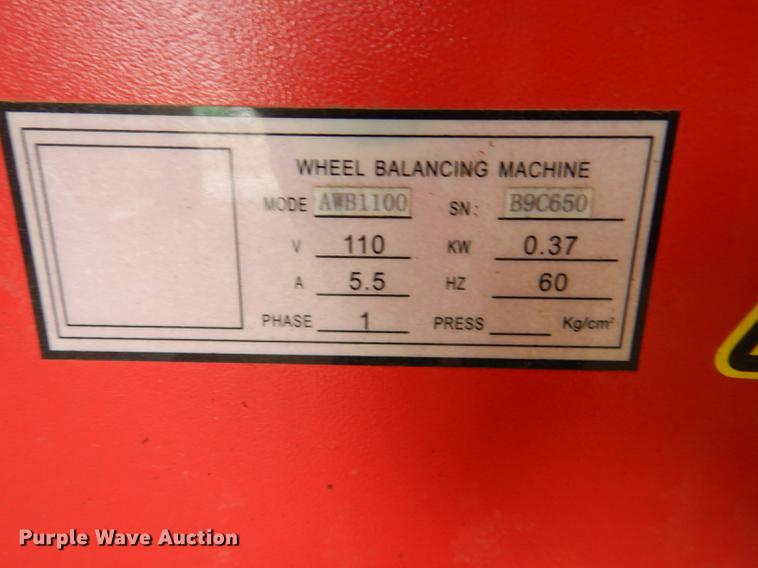 WHEEL BALANCING MACHINE
MODE AWB1100 SN: B9C650
V 110 KW 0.37
A 5.5 HZ 60
PHASE 1 PRESS Kg/cm²
Purple Wave Auction